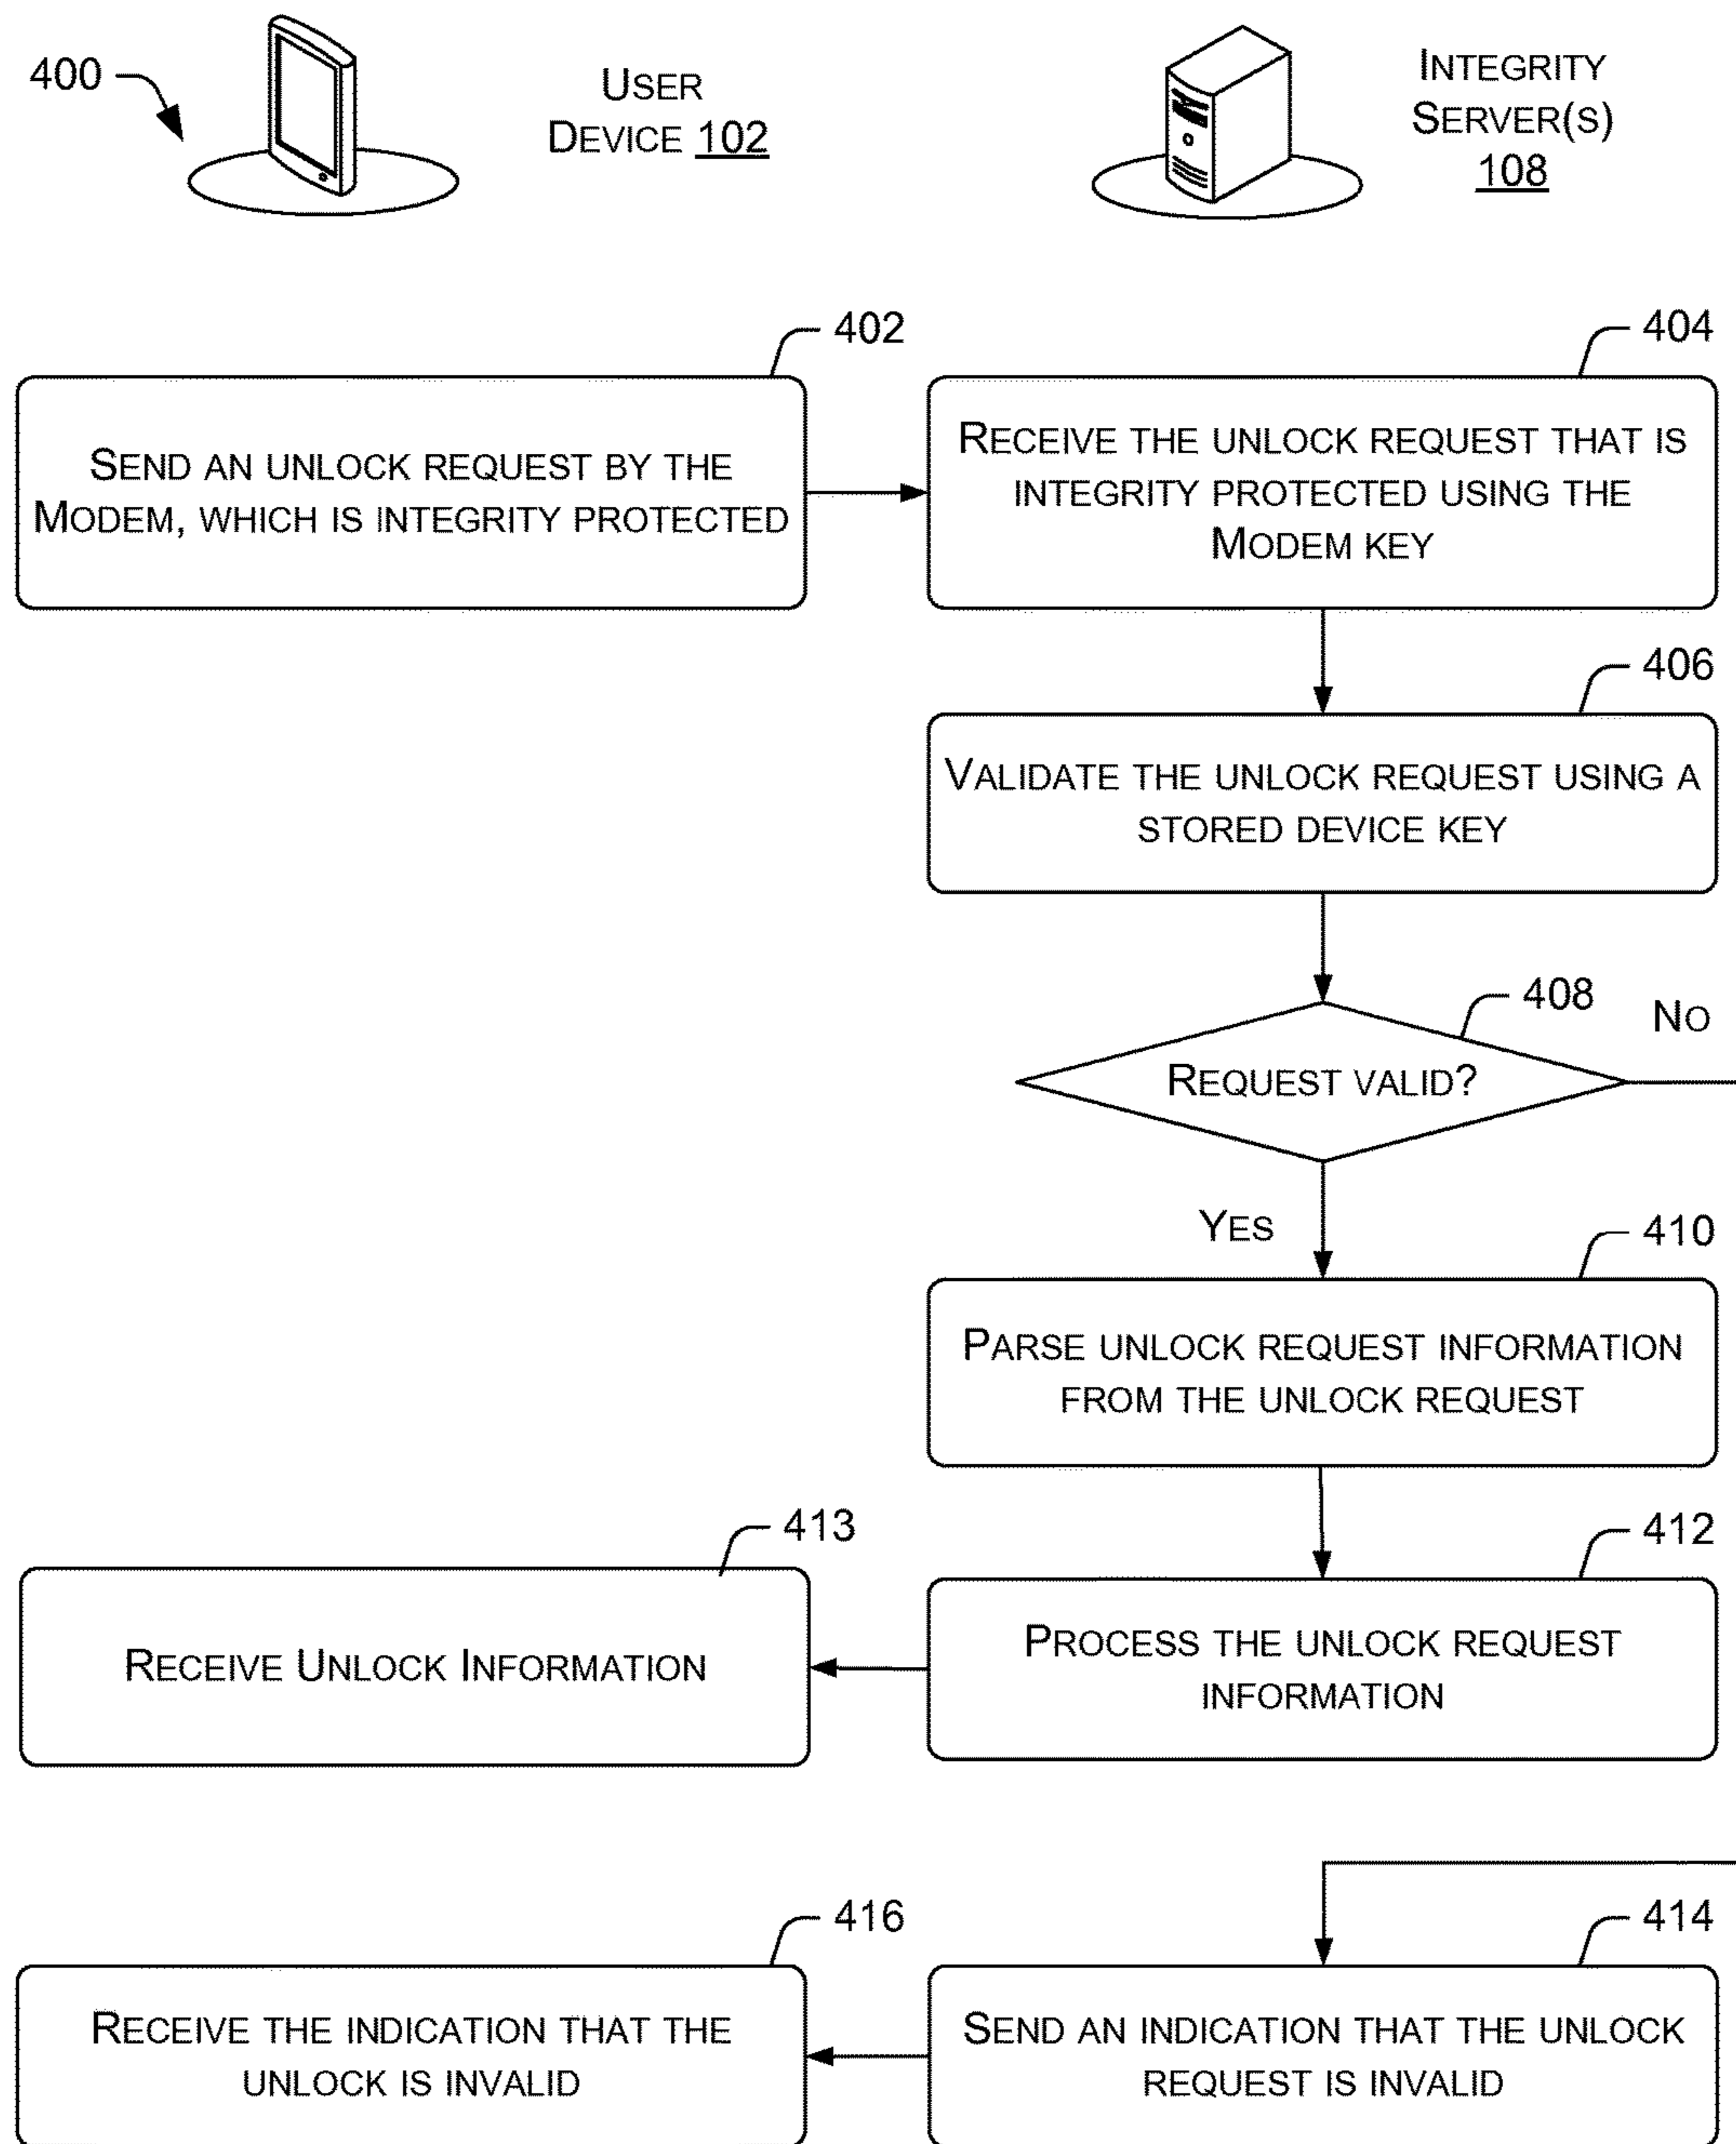 400
USER
DEVICE 102
INTEGRITY
SERVER(S)
108
402
SEND AN UNLOCK REQUEST BY THE
MODEM, WHICH IS INTEGRITY PROTECTED
404
RECEIVE THE UNLOCK REQUEST THAT IS
INTEGRITY PROTECTED USING THE
MODEM KEY
406
VALIDATE THE UNLOCK REQUEST USING A
STORED DEVICE KEY
408
NO
REQUEST VALID?
YES
410
PARSE UNLOCK REQUEST INFORMATION
FROM THE UNLOCK REQUEST
413
RECEIVE UNLOCK INFORMATION
412
PROCESS THE UNLOCK REQUEST
INFORMATION
416
RECEIVE THE INDICATION THAT THE
UNLOCK IS INVALID
414
SEND AN INDICATION THAT THE UNLOCK
REQUEST IS INVALID